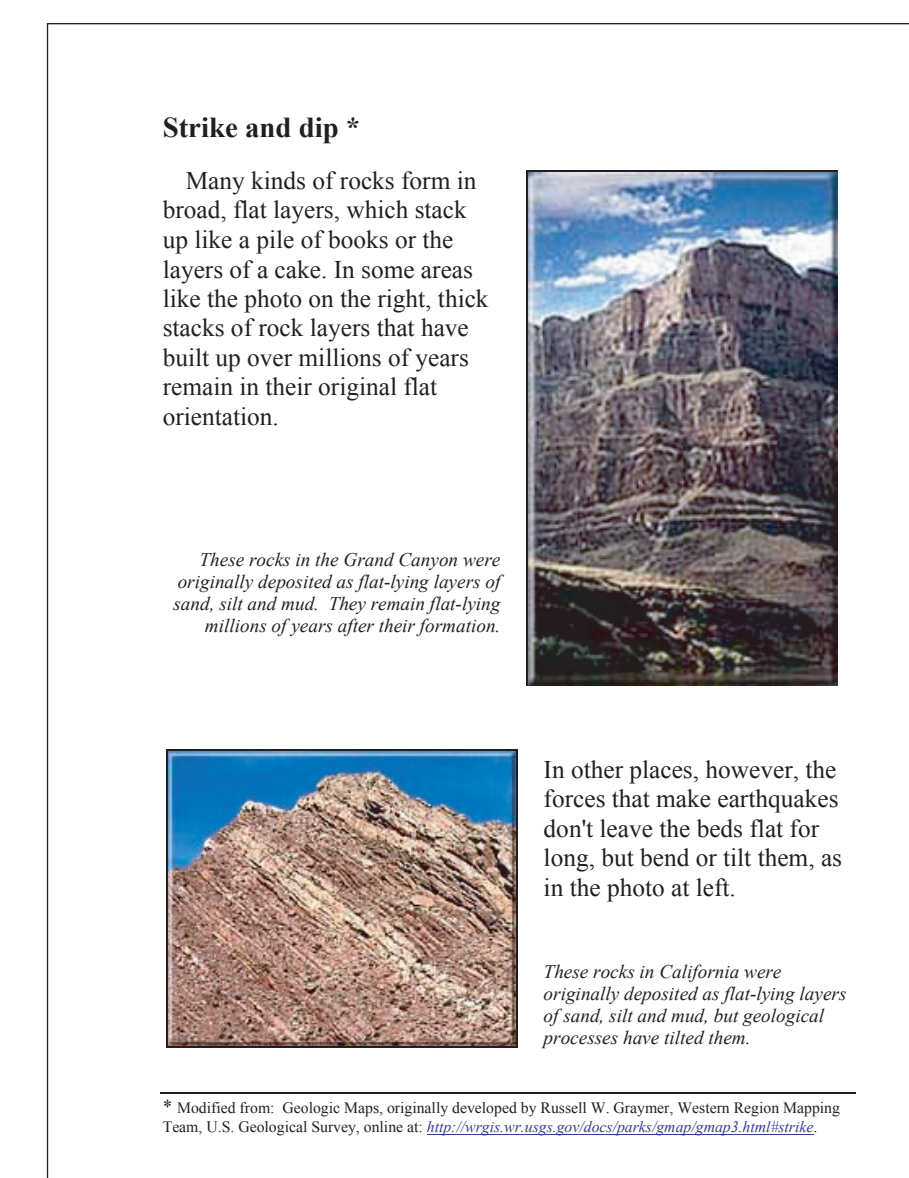 Strike and dip *
Many kinds of rocks form in
broad, flat layers, which stack
up like a pile of books or the
layers of a cake. In some areas
like the photo on the right, thick
stacks of rock layers that have
built up over millions of years
remain in their original flat
orientation.
These rocks in the Grand Canyon were
originally deposited as flat-lying layers of
sand, silt and mud.  They remain flat-lying
millions of years after their formation.
In other places, however, the
forces that make earthquakes
don't leave the beds flat for
long, but bend or tilt them, as
in the photo at left.
These rocks in California were
originally deposited as flat-lying layers
of sand, silt and mud, but geological
processes have tilted them.
* Modified from:  Geologic Maps, originally developed by Russell W. Graymer, Western Region Mapping
Team, U.S. Geological Survey, online at: http://wrgis.wr.usgs.gov/docs/parks/gmap/gmap3.html#strike.